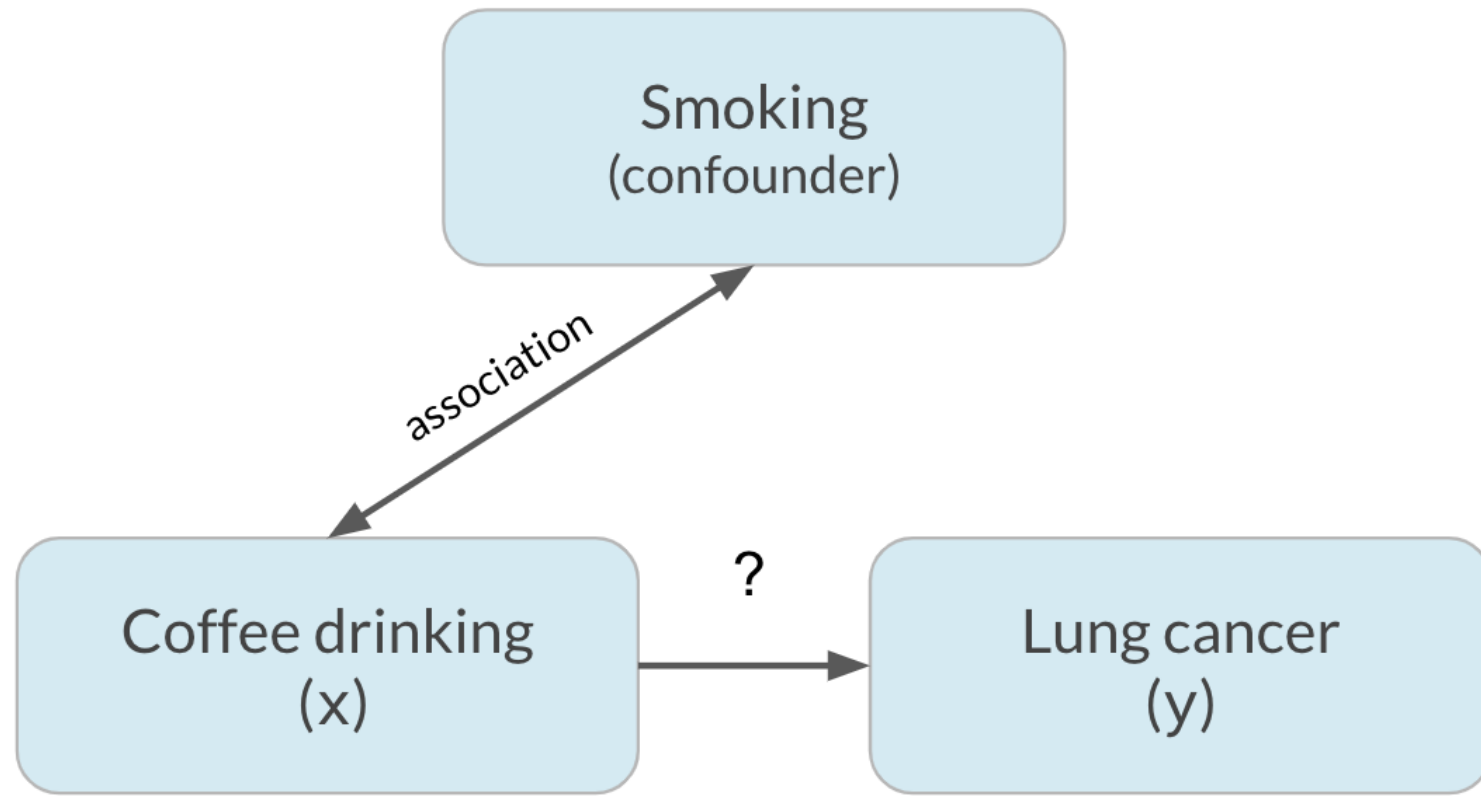 Smoking
(confounder)
association
?
Coffee drinking
(x)
Lung cancer
(y)